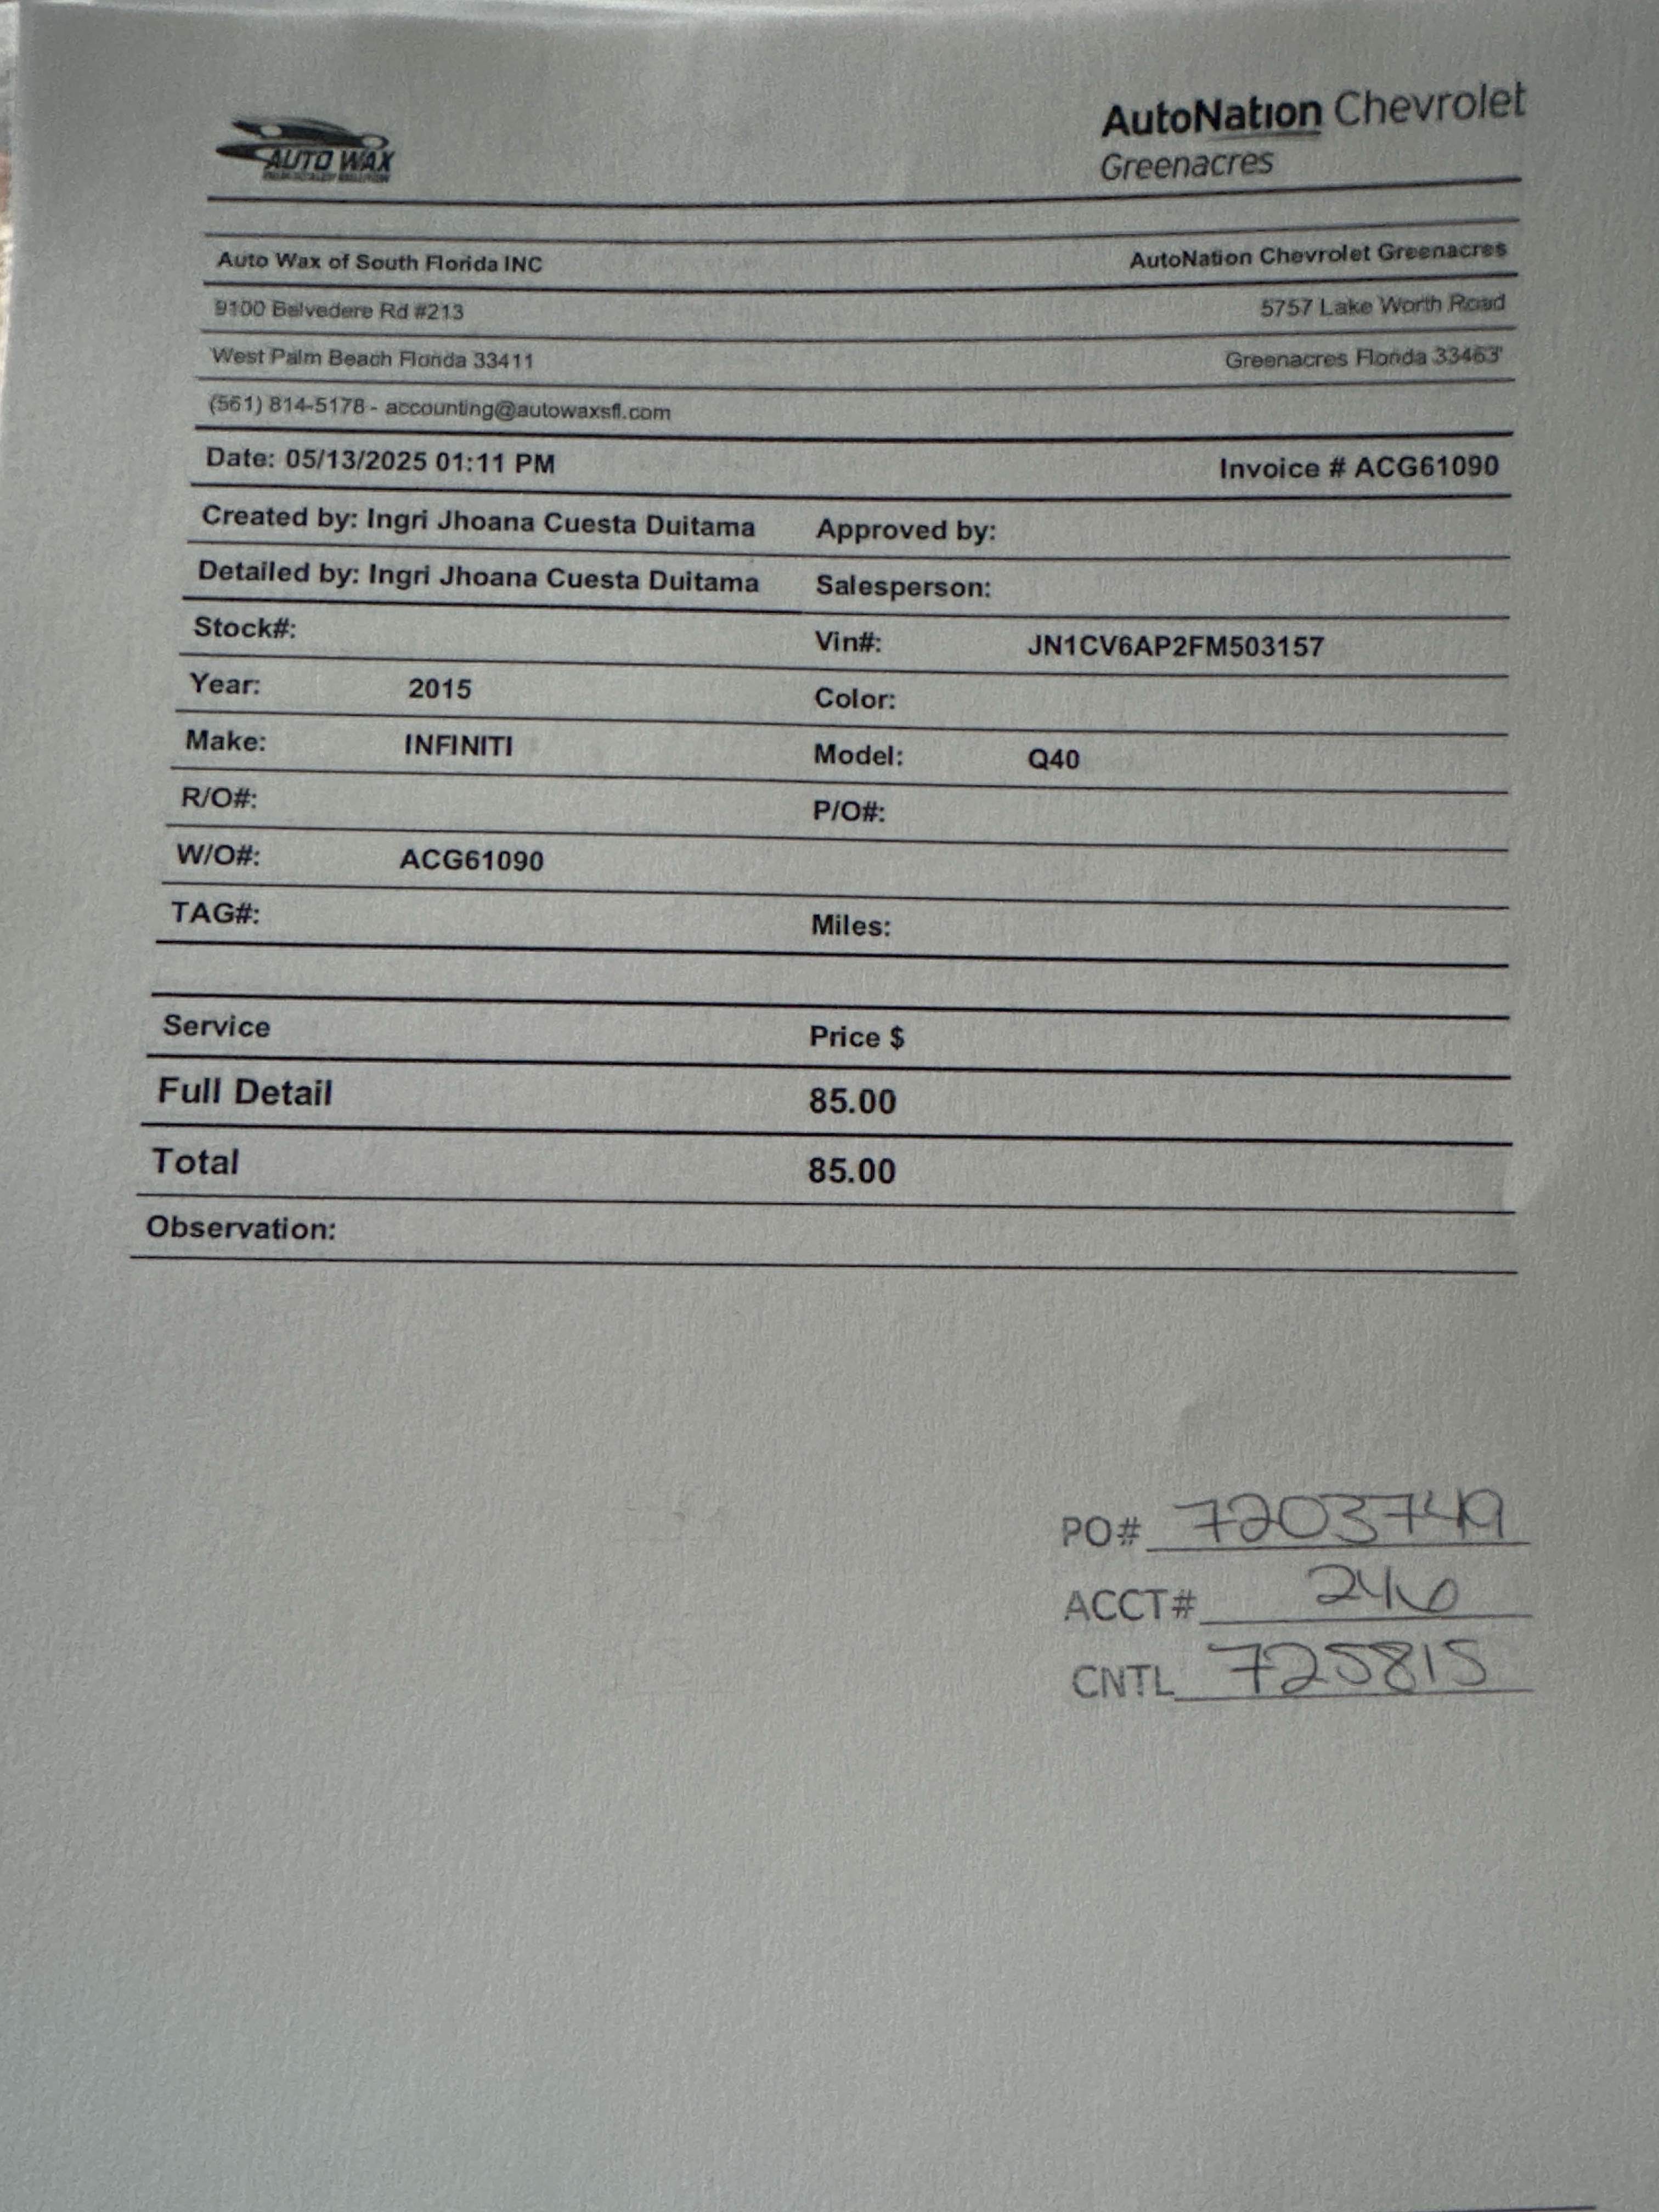 AUTO WAX
AutoNation Chevrolet
Greenacres
Auto Wax of South Florida INC AutoNation Chevrolet Greenacres
9100 Belvedere Rd #213 5757 Lake Worth Road
West Palm Beach Florida 33411 Greenacres Florida 33463
(561) 814-5178 - accounting@autowaxsfl.com
Date: 05/13/2025 01:11 PM Invoice # ACG61090
Created by: Ingri Jhoana Cuesta Duitama Approved by:
Detailed by: Ingri Jhoana Cuesta Duitama Salesperson:
Stock#: Vin#: JN1CV6AP2FM503157
Year: 2015 Color:
Make: INFINITI Model: Q40
R/O#: P/O#:
W/O#: ACG61090
TAG#: Miles:
Service Price $
Full Detail 85.00
Total 85.00
Observation:
PO# 7203749
ACCT# 246
CNTL 725815